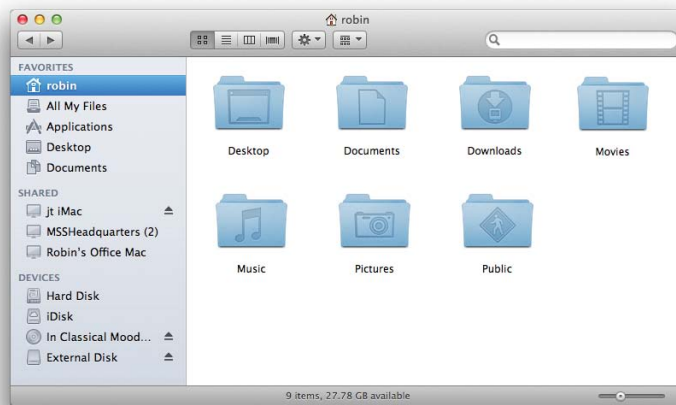 robin
FAVORITES
robin
All My Files
Applications
Desktop
Documents
SHARED
jt iMac
MSSHeadquarters (2)
Robin's Office Mac
DEVICES
Hard Disk
iDisk
In Classical Mood...
External Disk
Desktop
Documents
Downloads
Movies
Music
Pictures
Public
9 items, 27.78 GB available